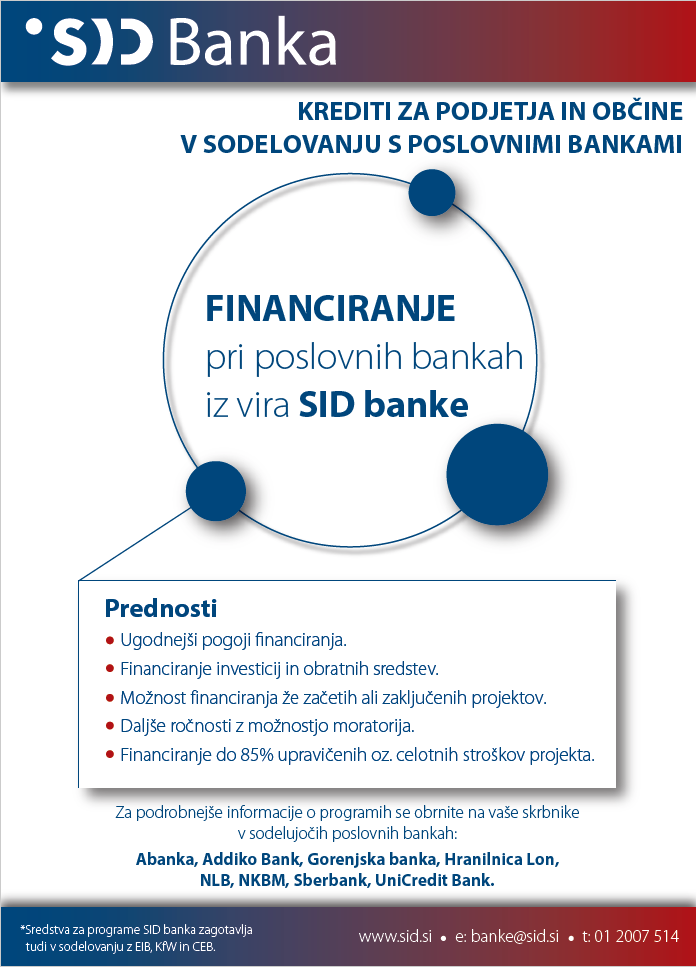 SID Banka
KREDITI ZA PODJETJA IN OBČINE
V SODELOVANJU S POSLOVNIMI BANKAMI
FINANCIRANJE
pri poslovnih bankah
iz vira SID banke
Prednosti
• Ugodnejši pogoji financiranja.
• Financiranje investicij in obratnih sredstev.
• Možnost financiranja že začetih ali zaključenih projektov.
• Daljše ročnosti z možnostjo moratorija.
• Financiranje do 85% upravičenih oz. celotnih stroškov projekta.
Za podrobnejše informacije o programih se obrnite na vaše skrbnike
v sodelujočih poslovnih bankah:
Abanka, Addiko Bank, Gorenjska banka, Hranilnica Lon,
NLB, NKBM, Sberbank, UniCredit Bank.
*Sredstva za programe SID banka zagotavlja
tudi v sodelovanju z EIB, KfW in CEB.
www.sid.si • e: banke@sid.si • t: 01 2007 514